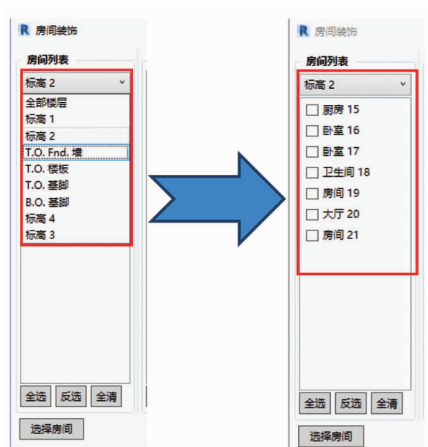 R 房间装饰
房间列表
标高 2
全部楼层
标高 1
标高 2
T.O. Fnd. 墙
T.O. 楼板
T.O. 基脚
B.O. 基脚
标高 4
标高 3
全选 反选 全清
选择房间
R 房间装饰
房间列表
标高 2
厨房 15
卧室 16
卧室 17
卫生间 18
房间 19
大厅 20
房间 21
全选 反选 全清
选择房间